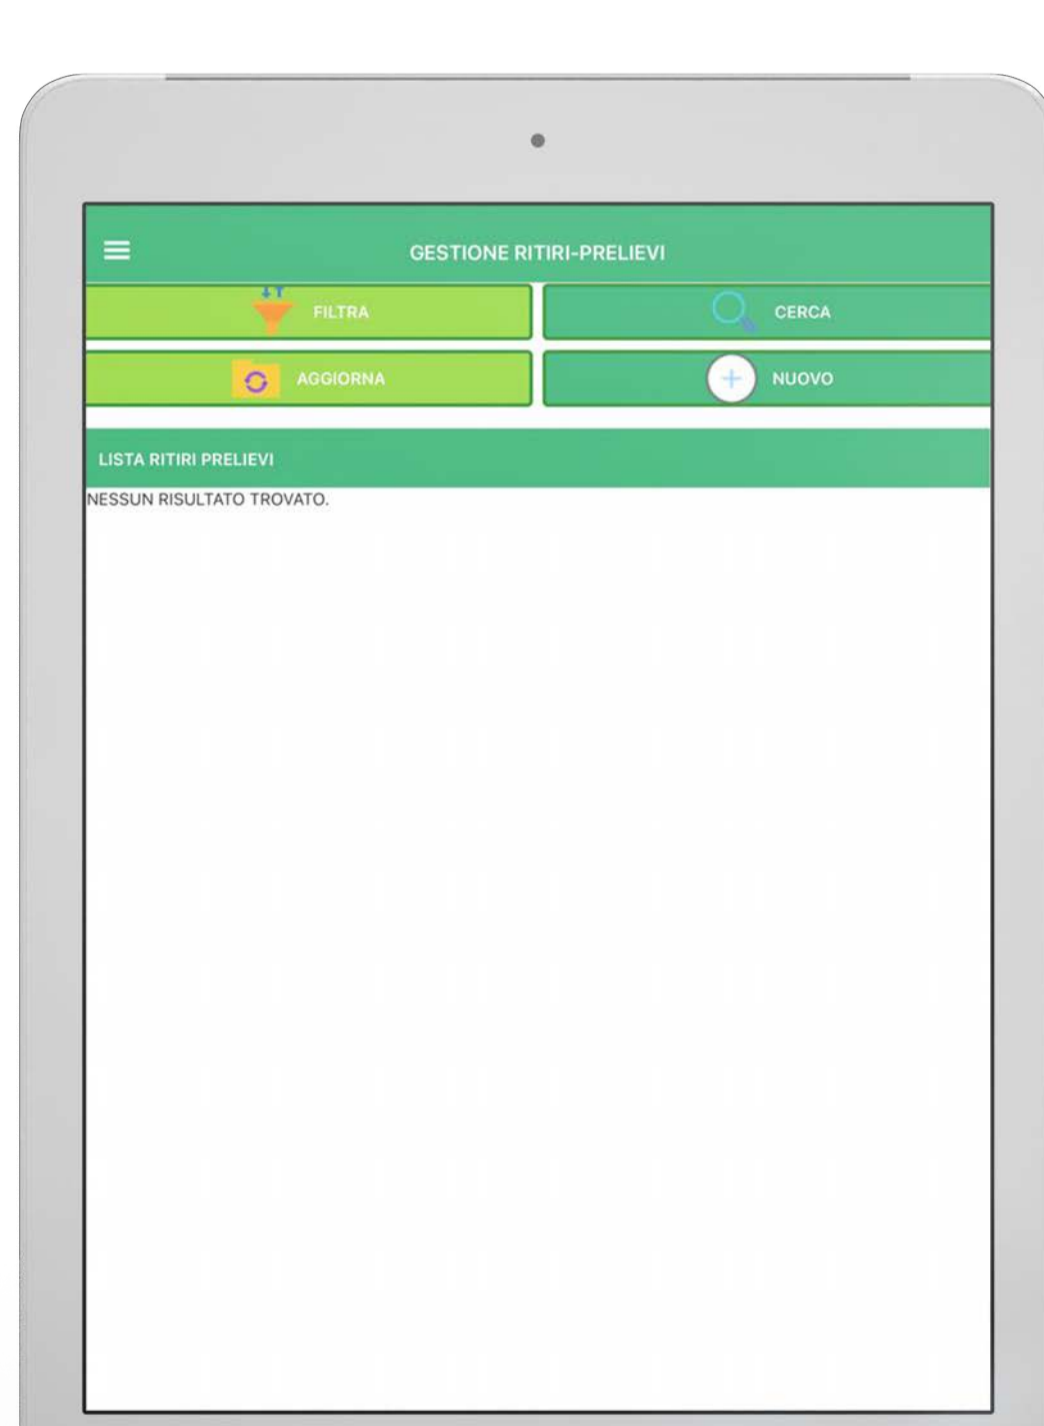 GESTIONE RITIRI-PRELIEVI
FILTRA
CERCA
AGGIORNA
NUOVO
LISTA RITIRI PRELIEVI
NESSUN RISULTATO TROVATO.